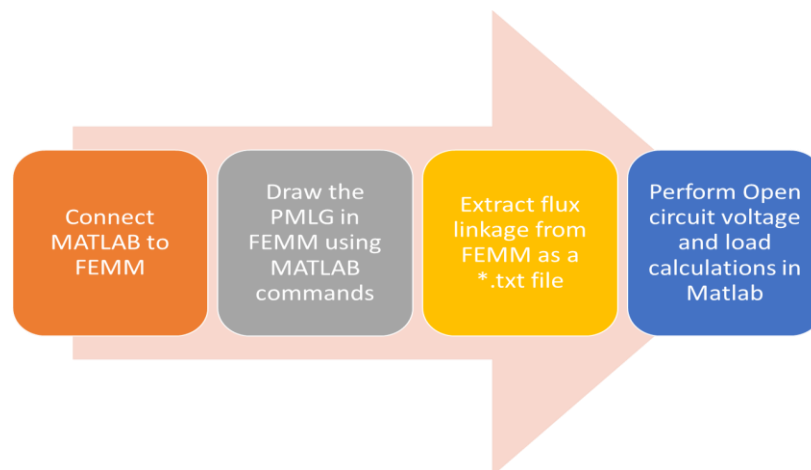 Connect
MATLAB to
FEMM
Draw the
PMLG in
FEMM using
MATLAB
commands
Extract flux
linkage from
FEMM as a
*.txt file
Perform Open
circuit voltage
and load
calculations in
Matlab